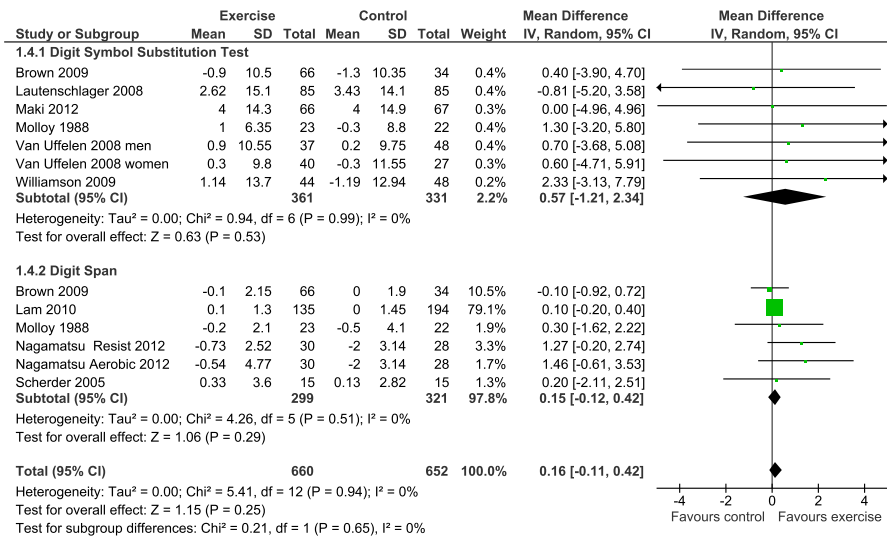 Exercise Control Mean Difference Mean Difference
Study or Subgroup Mean SD Total Mean SD Total Weight IV, Random, 95% CI IV, Random, 95% CI
1.4.1 Digit Symbol Substitution Test
Brown 2009 -0.9 10.5 66 -1.3 10.35 34 0.4% 0.40 [-3.90, 4.70]
Lautenschlager 2008 2.62 15.1 85 3.43 14.1 85 0.4% -0.81 [-5.20, 3.58]
Maki 2012 4 14.3 66 4 14.9 67 0.3% 0.00 [-4.96, 4.96]
Molloy 1988 1 6.35 23 -0.3 8.8 22 0.4% 1.30 [-3.20, 5.80]
Van Uffelen 2008 men 0.9 10.55 37 0.2 9.75 48 0.4% 0.70 [-3.68, 5.08]
Van Uffelen 2008 women 0.3 9.8 40 -0.3 11.55 27 0.3% 0.60 [-4.71, 5.91]
Williamson 2009 1.14 13.7 44 -1.19 12.94 48 0.2% 2.33 [-3.13, 7.79]
Subtotal (95% CI) 361 331 2.2% 0.57 [-1.21, 2.34]
Heterogeneity: Tau² = 0.00; Chi² = 0.94, df = 6 (P = 0.99); I² = 0%
Test for overall effect: Z = 0.63 (P = 0.53)
1.4.2 Digit Span
Brown 2009 -0.1 2.15 66 0 1.9 34 10.5% -0.10 [-0.92, 0.72]
Lam 2010 0.1 1.3 135 0 1.45 194 79.1% 0.10 [-0.20, 0.40]
Molloy 1988 -0.2 2.1 23 -0.5 4.1 22 1.9% 0.30 [-1.62, 2.22]
Nagamatsu Resist 2012 -0.73 2.52 30 -2 3.14 28 3.3% 1.27 [-0.20, 2.74]
Nagamatsu Aerobic 2012 -0.54 4.77 30 -2 3.14 28 1.6% 1.46 [-0.61, 3.53]
Scherder 2005 0.33 3.6 15 0.13 2.82 15 1.3% 0.20 [-2.11, 2.51]
Subtotal (95% CI) 299 321 97.8% 0.15 [-0.12, 0.42]
Heterogeneity: Tau² = 0.00; Chi² = 4.26, df = 5 (P = 0.51); I² = 0%
Test for overall effect: Z = 1.06 (P = 0.29)
Total (95% CI) 660 652 100.0% 0.16 [-0.11, 0.42]
Heterogeneity: Tau² = 0.00; Chi² = 5.41, df = 12 (P = 0.94); I² = 0%
Test for overall effect: Z = 1.15 (P = 0.25)
Test for subgroup differences: Chi² = 0.21, df = 1 (P = 0.65), I² = 0%
-4 -2 0 2 4
Favours control Favours exercise